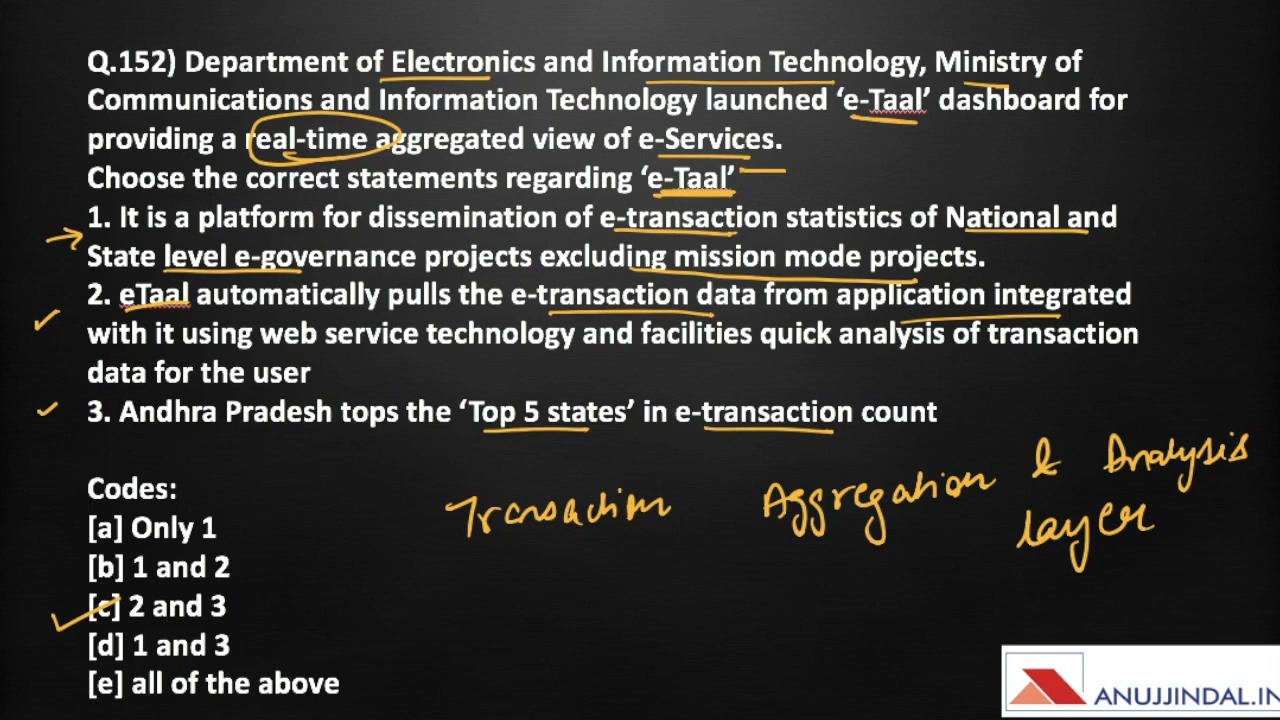 Q.152) Department of Electronics and Information Technology, Ministry of
Communications and Information Technology launched ‘e-Taal’ dashboard for
providing a real-time aggregated view of e-Services.
Choose the correct statements regarding ‘e-Taal’
1. It is a platform for dissemination of e-transaction statistics of National and
State level e-governance projects excluding mission mode projects.
2. eTaal automatically pulls the e-transaction data from application integrated
with it using web service technology and facilities quick analysis of transaction
data for the user
3. Andhra Pradesh tops the ‘Top 5 states’ in e-transaction count
Transaction Aggregation & Analysis
layer
Codes:
[a] Only 1
[b] 1 and 2
[c] 2 and 3
[d] 1 and 3
[e] all of the above
ANUJJINDAL.IN